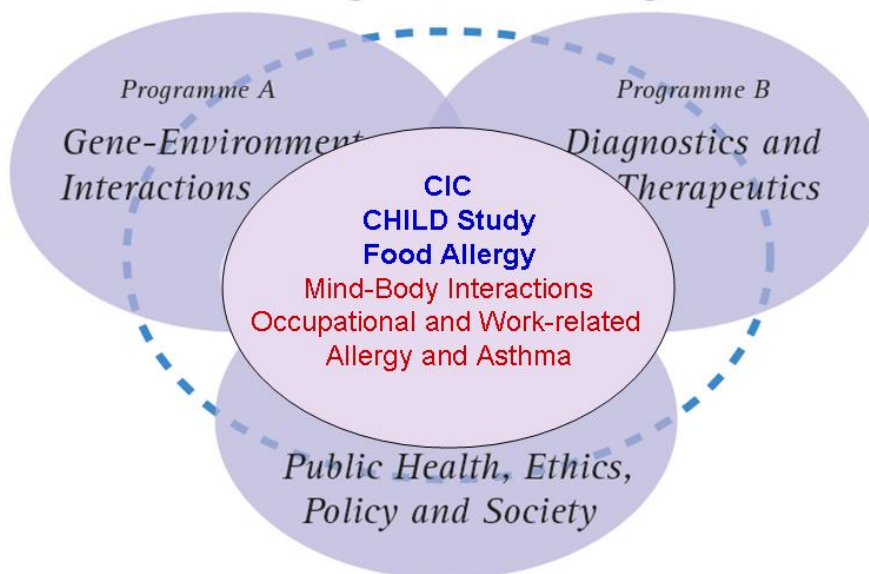 Programme A
Gene-Environment
Interactions
Programme B
Diagnostics and
Therapeutics
CIC
CHILD Study
Food Allergy
Mind-Body Interactions
Occupational and Work-related
Allergy and Asthma
Public Health, Ethics,
Policy and Society